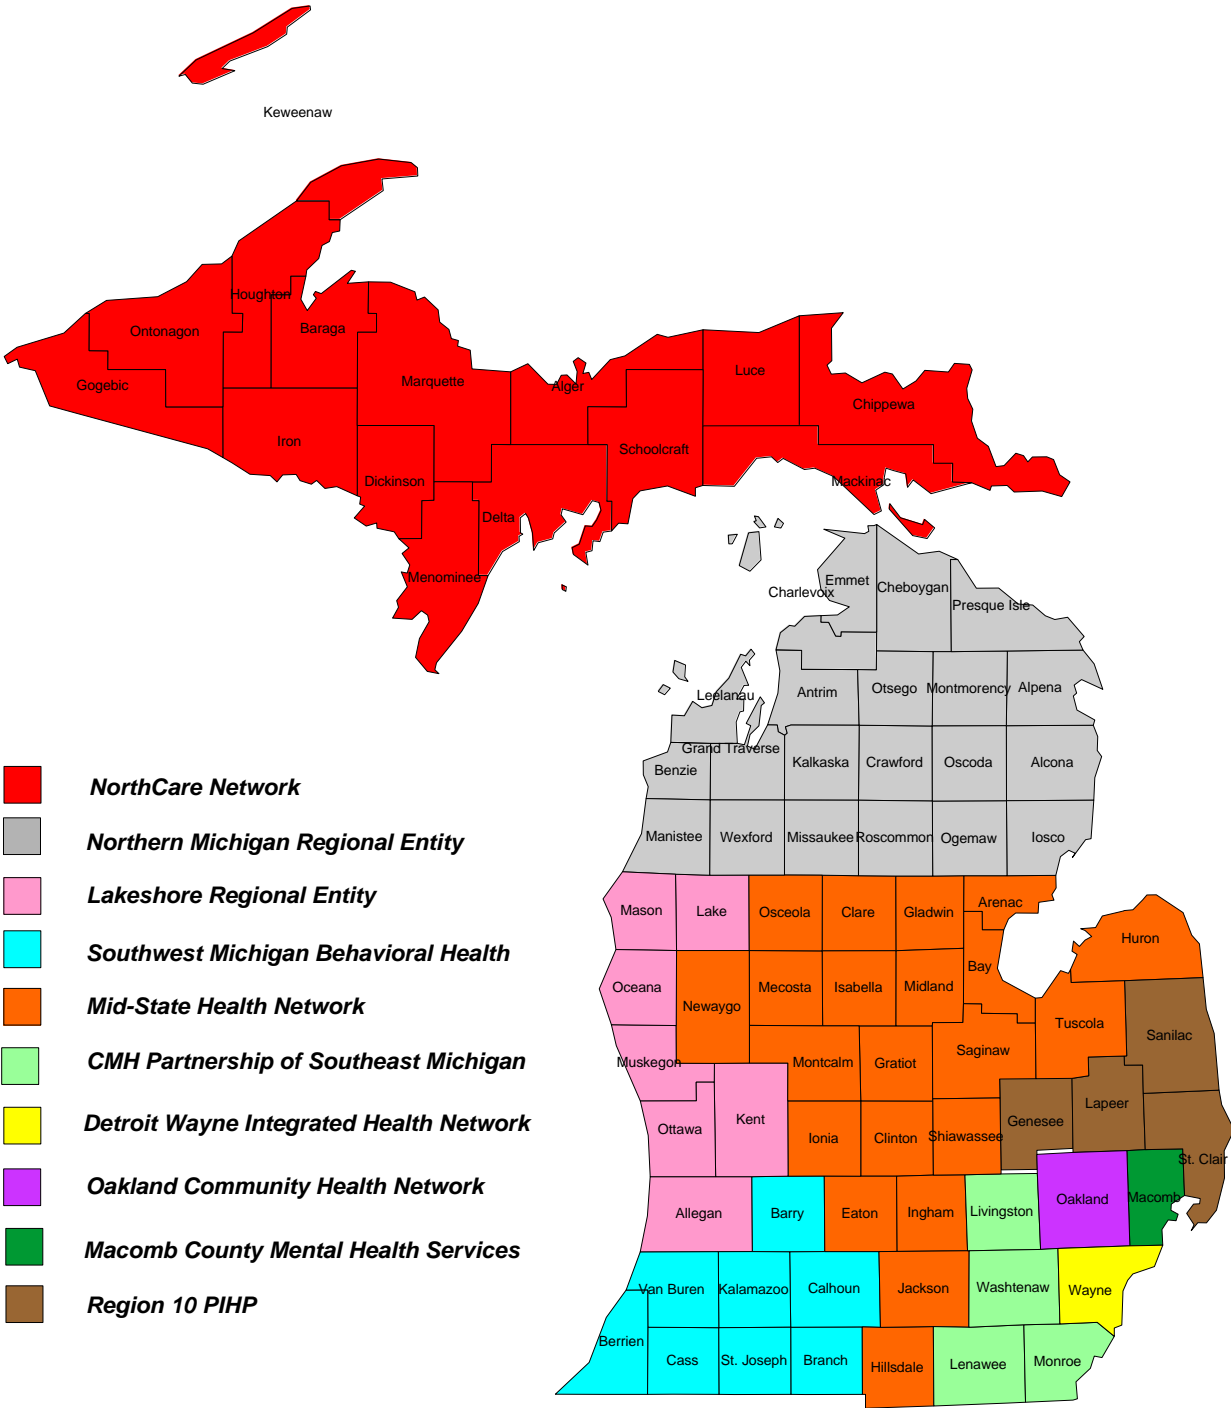 Keweenaw
Houghton
Ontonagon
Baraga
Gogebic
Marquette
Alger
Luce
Chippewa
Iron
Schoolcraft
Dickinson
Mackinac
Delta
Menominee
Emmet
Charlevoix
Cheboygan
Presque Isle
Leelanau
Antrim
Otsego
Montmorency
Alpena
Grand Traverse
Benzie
Kalkaska
Crawford
Oscoda
Alcona
Manistee
Wexford
Missaukee
Roscommon
Ogemaw
Iosco
Mason
Lake
Osceola
Clare
Gladwin
Arenac
Huron
Oceana
Newaygo
Mecosta
Isabella
Midland
Bay
Tuscola
Sanilac
Muskegon
Montcalm
Gratiot
Saginaw
Ottawa
Kent
Ionia
Clinton
Shiawassee
Genesee
Lapeer
St. Clair
Allegan
Barry
Eaton
Ingham
Livingston
Oakland
Macomb
Van Buren
Kalamazoo
Calhoun
Jackson
Washtenaw
Wayne
Berrien
Cass
St. Joseph
Branch
Hillsdale
Lenawee
Monroe
NorthCare Network
Northern Michigan Regional Entity
Lakeshore Regional Entity
Southwest Michigan Behavioral Health
Mid-State Health Network
CMH Partnership of Southeast Michigan
Detroit Wayne Integrated Health Network
Oakland Community Health Network
Macomb County Mental Health Services
Region 10 PIHP